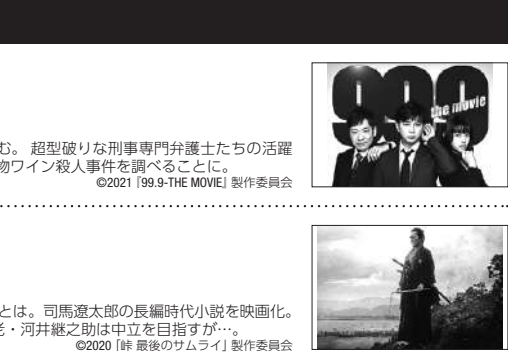 む。 超型破りな刑事専門弁護士たちの活躍
物ワイン殺人事件を調べることに。
©2021『99.9-THE MOVIE』製作委員会
999
the movie
とは。司馬遼太郎の長編時代小説を映画化。
老・河井継之助は中立を目指すが…。
©2020「峠 最後のサムライ」製作委員会